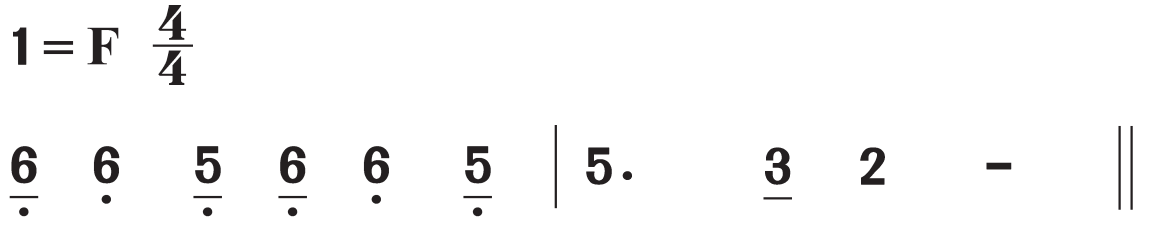 1 = F 4/4
6̲̣ 6̣ 5̲̣ 6̲̣ 6̣ 5̲̣ | 5. 3̲ 2 - ‖